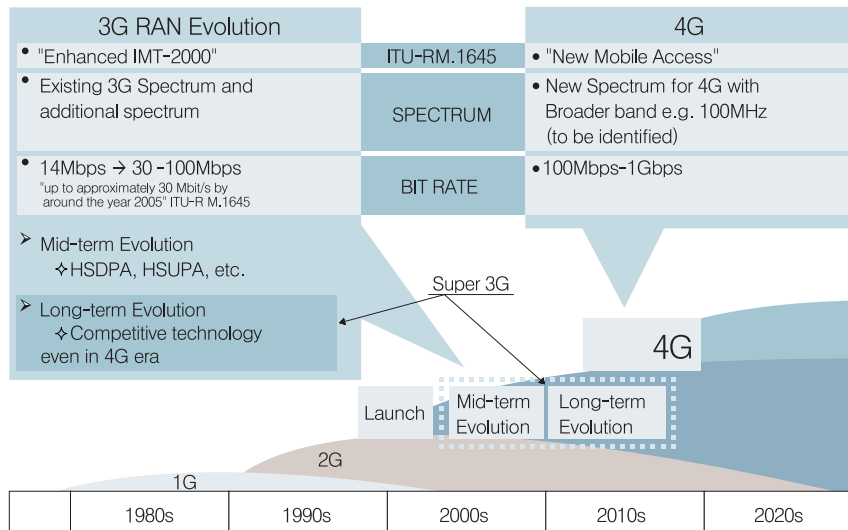 3G RAN Evolution
4G
• "Enhanced IMT-2000"
ITU-RM.1645
• "New Mobile Access"
• Existing 3G Spectrum and
additional spectrum
SPECTRUM
• New Spectrum for 4G with
Broader band e.g. 100MHz
(to be identified)
• 14Mbps → 30 -100Mbps
"up to approximately 30 Mbit/s by
around the year 2005" ITU-R M.1645
BIT RATE
•100Mbps-1Gbps
➢ Mid-term Evolution
✧HSDPA, HSUPA, etc.
➢ Long-term Evolution
✧Competitive technology
even in 4G era
Super 3G
4G
Launch
Mid-term
Evolution
Long-term
Evolution
2G
1G
1980s
1990s
2000s
2010s
2020s